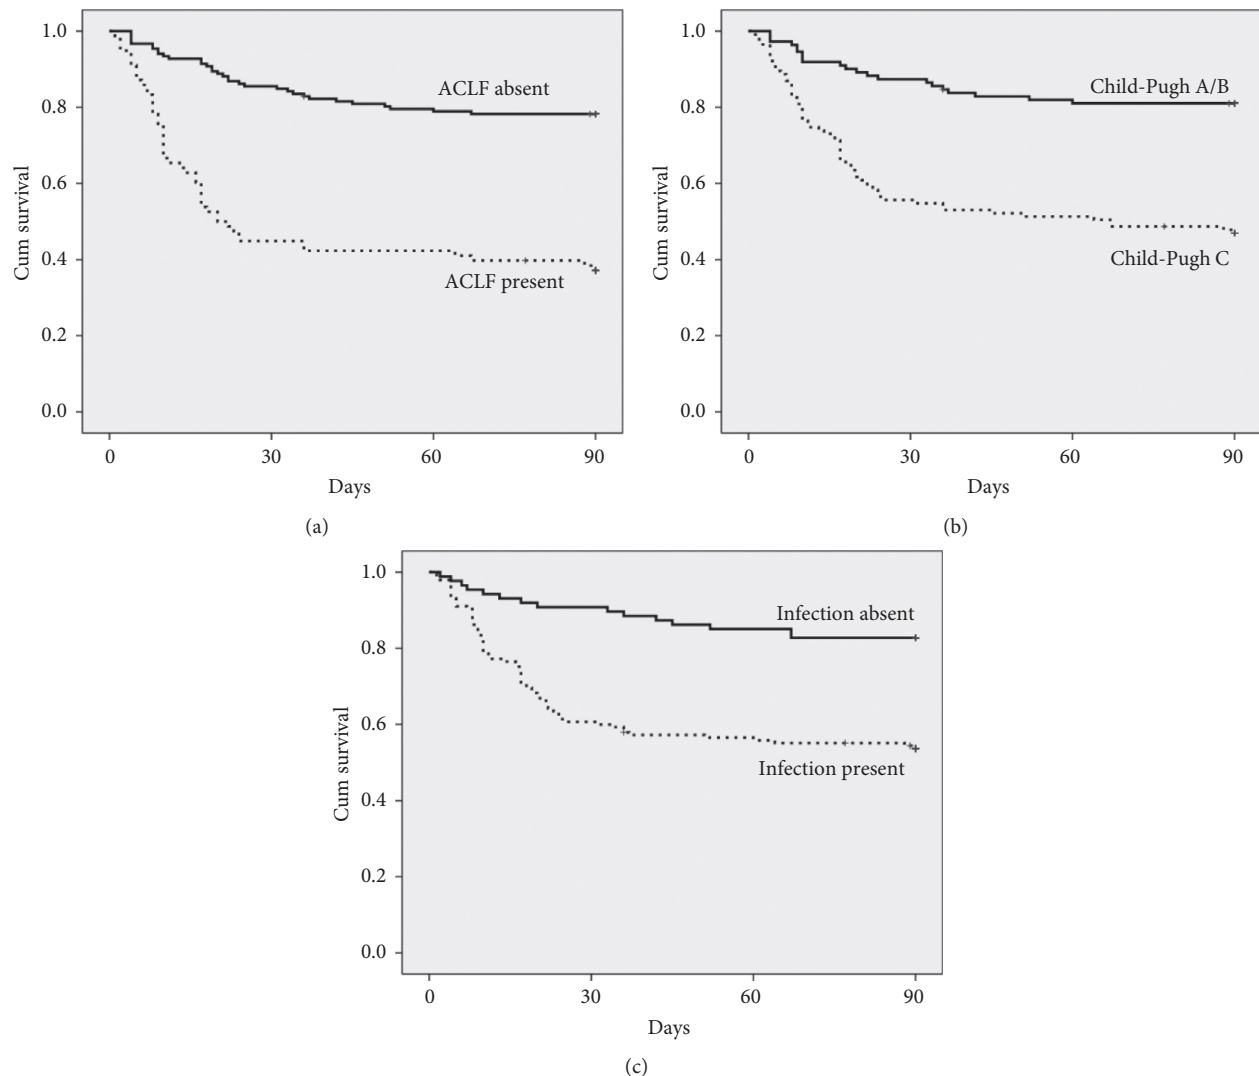 1.0
0.8
0.6
0.4
0.2
0.0
Cum survival
ACLF absent
ACLF present
0 30 60 90
Days
(a)
1.0
0.8
0.6
0.4
0.2
0.0
Cum survival
Child-Pugh A/B
Child-Pugh C
0 30 60 90
Days
(b)
1.0
0.8
0.6
0.4
0.2
0.0
Cum survival
Infection absent
Infection present
0 30 60 90
Days
(c)